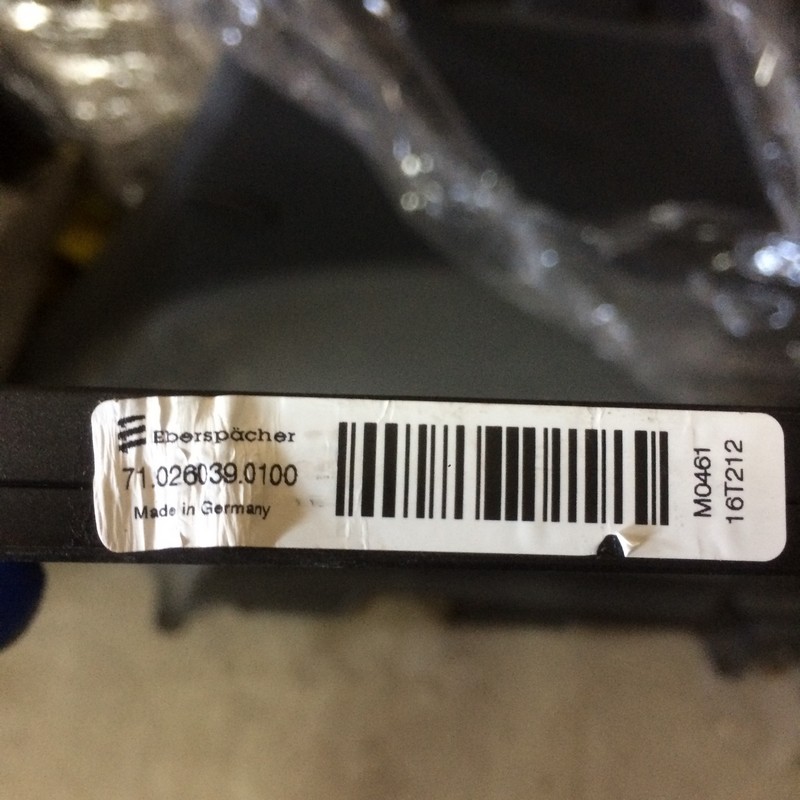 Eberspächer
71.026039.0100
Made in Germany
M0461
16T212